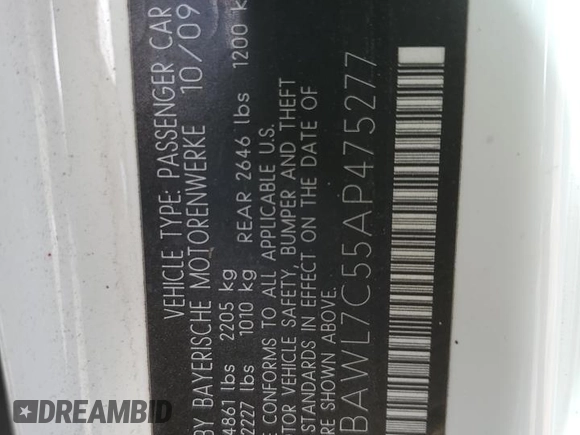 VEHICLE TYPE: PASSENGER CAR
BY BAYERISCHE MOTORENWERKE 10/09
4861 lbs 2205 kg
2227 lbs 1010 kg REAR 2646 lbs 1200 k
CONFORMS TO ALL APPLICABLE U.S.
VEHICLE SAFETY, BUMPER AND THEFT
STANDARDS IN EFFECT ON THE DATE OF
SHOWN ABOVE.
BAWL7C55AP475277
DREAMBID